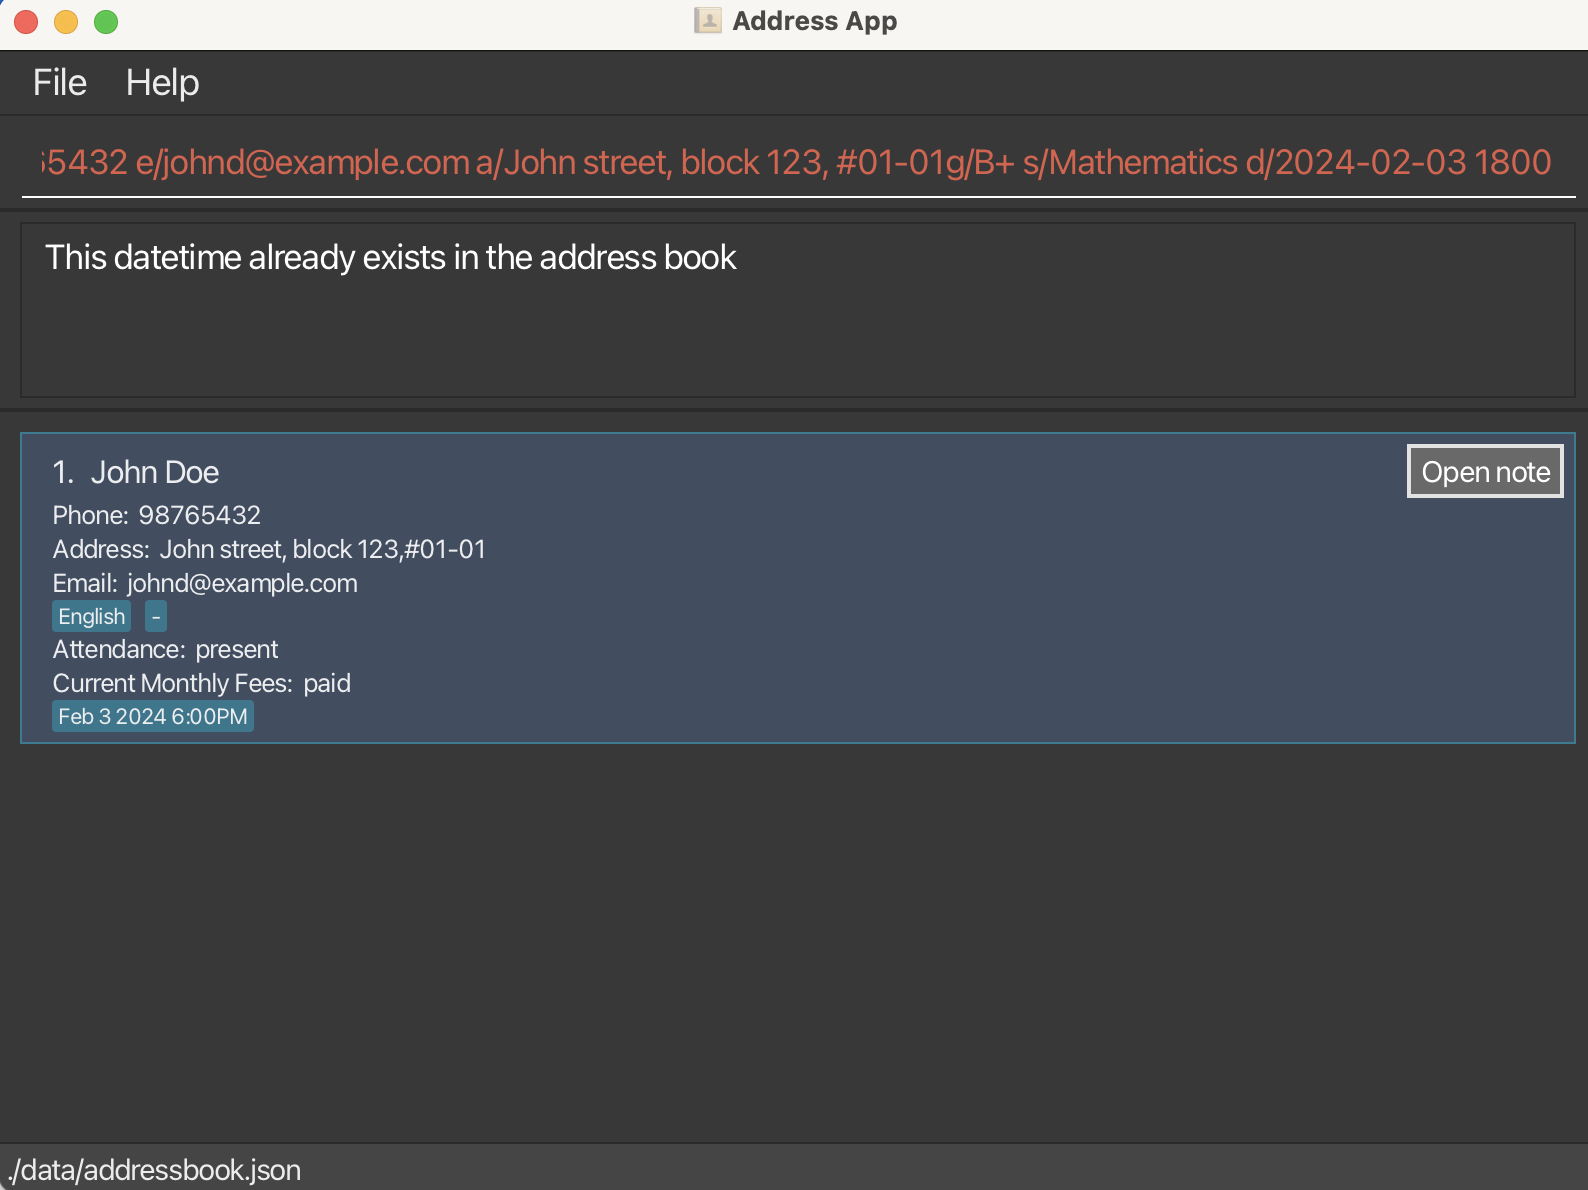 Address App
File Help
65432 e/johnd@example.com a/John street, block 123, #01-01g/B+ s/Mathematics d/2024-02-03 1800
This datetime already exists in the address book
1. John Doe
Open note
Phone: 98765432
Address: John street, block 123,#01-01
Email: johnd@example.com
English -
Attendance: present
Current Monthly Fees: paid
Feb 3 2024 6:00PM
./data/addressbook.json